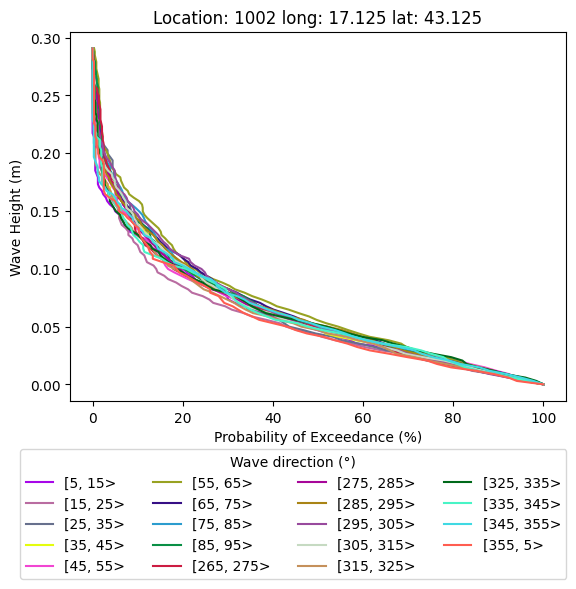 Location: 1002 long: 17.125 lat: 43.125
0.30
0.25
0.20
0.15
0.10
0.05
0.00
Wave Height (m)
0 20 40 60 80 100
Probability of Exceedance (%)
Wave direction (°)
[5, 15> [55, 65> [275, 285> [325, 335>
[15, 25> [65, 75> [285, 295> [335, 345>
[25, 35> [75, 85> [295, 305> [345, 355>
[35, 45> [85, 95> [305, 315> [355, 5>
[45, 55> [265, 275> [315, 325>